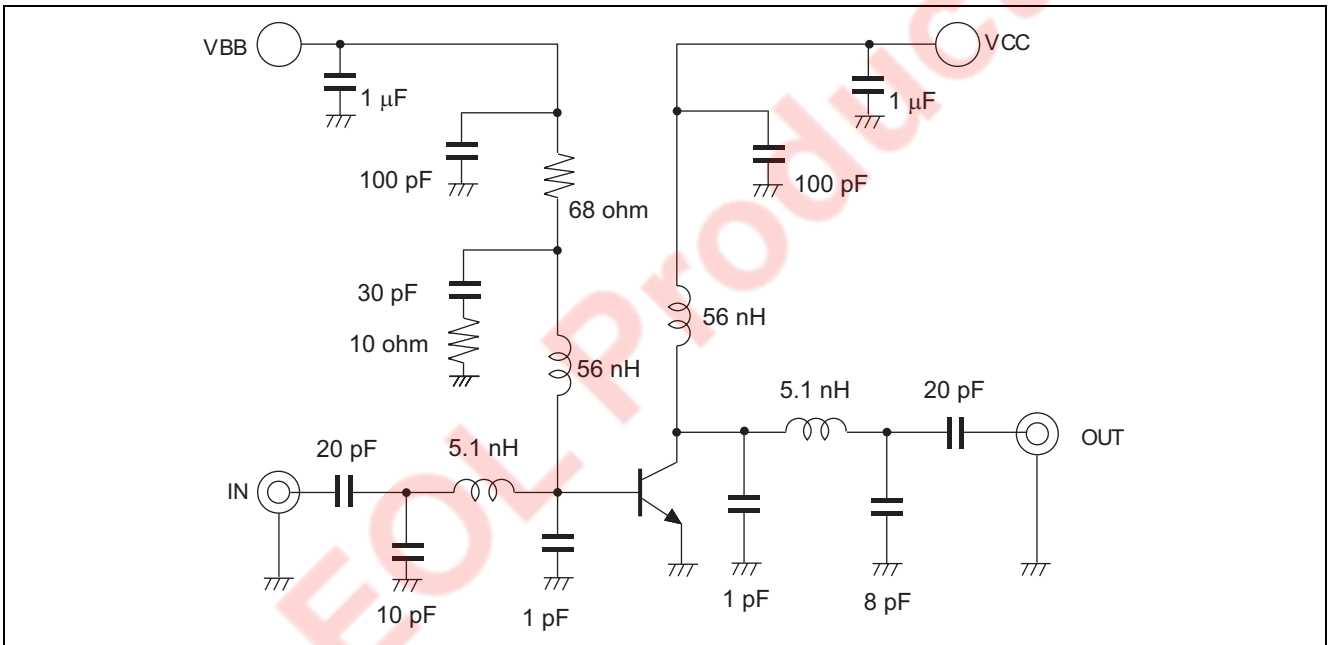 VBB
VCC
1 μF
1 μF
100 pF
100 pF
68 ohm
30 pF
10 ohm
56 nH
56 nH
5.1 nH
20 pF
OUT
20 pF
5.1 nH
IN
10 pF
1 pF
1 pF
8 pF
EOL Product